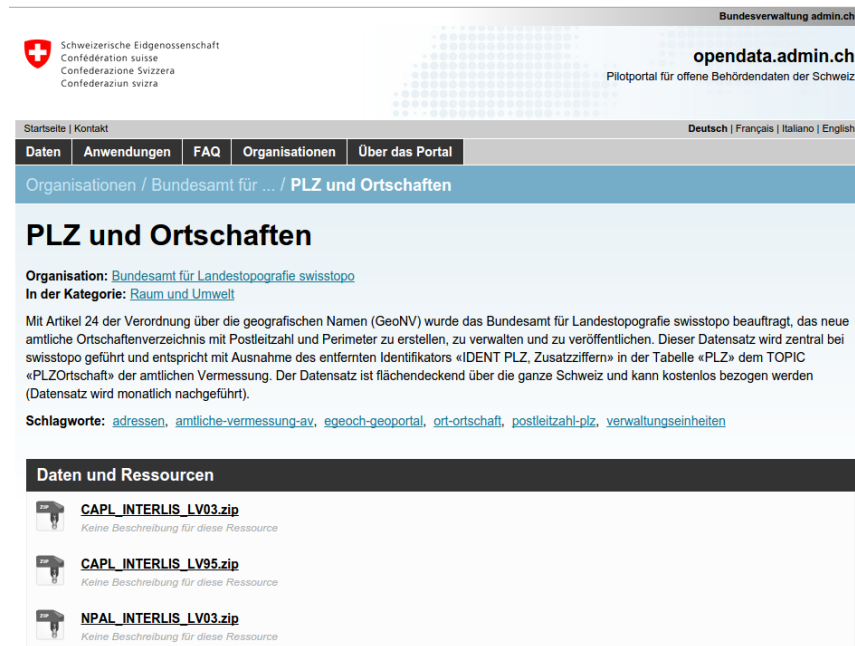 Bundesverwaltung admin.ch
Schweizerische Eidgenossenschaft
Confédération suisse
Confederazione Svizzera
Confederaziun svizra
opendata.admin.ch
Pilotportal für offene Behördendaten der Schweiz
Startseite | Kontakt
Deutsch | Français | Italiano | English
Daten Anwendungen FAQ Organisationen Über das Portal
Organisationen / Bundesamt für ... / PLZ und Ortschaften
PLZ und Ortschaften
Organisation: Bundesamt für Landestopografie swisstopo
In der Kategorie: Raum und Umwelt
Mit Artikel 24 der Verordnung über die geografischen Namen (GeoNV) wurde das Bundesamt für Landestopografie swisstopo beauftragt, das neue
amtliche Ortschaftenverzeichnis mit Postleitzahl und Perimeter zu erstellen, zu verwalten und zu veröffentlichen. Dieser Datensatz wird zentral bei
swisstopo geführt und entspricht mit Ausnahme des entfernten Identifikators «IDENT PLZ, Zusatzziffern» in der Tabelle «PLZ» dem TOPIC
«PLZOrtschaft» der amtlichen Vermessung. Der Datensatz ist flächendeckend über die ganze Schweiz und kann kostenlos bezogen werden
(Datensatz wird monatlich nachgeführt).
Schlagworte: adressen, amtliche-vermessung-av, egeoch-geoportal, ort-ortschaft, postleitzahl-plz, verwaltungseinheiten
Daten und Ressourcen
ZIP
CAPL_INTERLIS_LV03.zip
Keine Beschreibung für diese Ressource
ZIP
CAPL_INTERLIS_LV95.zip
Keine Beschreibung für diese Ressource
ZIP
NPAL_INTERLIS_LV03.zip
Keine Beschreibung für diese Ressource